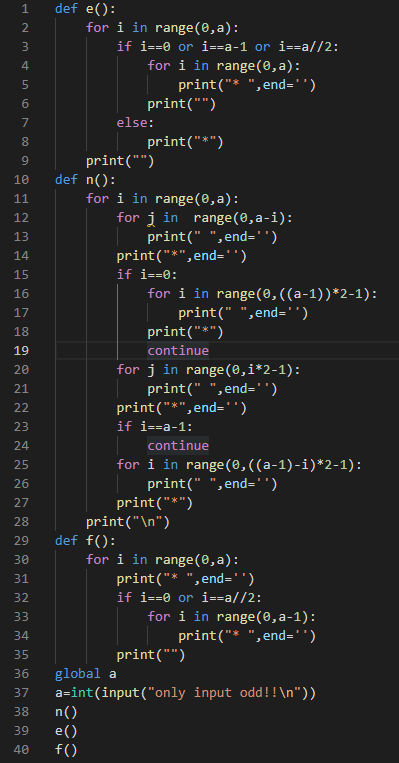 1 def e():
2     for i in range(0,a):
3         if i==0 or i==a-1 or i==a//2:
4             for i in range(0,a):
5                 print("* ",end='')
6             print("")
7         else:
8             print("*")
9     print("")
10 def n():
11     for i in range(0,a):
12         for j in  range(0,a-i):
13             print(" ",end='')
14         print("*",end='')
15         if i==0:
16             for i in range(0,((a-1))*2-1):
17                 print(" ",end='')
18             print("*")
19             continue
20         for j in range(0,i*2-1):
21             print(" ",end='')
22         print("*",end='')
23         if i==a-1:
24             continue
25         for i in range(0,((a-1)-i)*2-1):
26             print(" ",end='')
27         print("*")
28     print("\n")
29 def f():
30     for i in range(0,a):
31         print("* ",end='')
32         if i==0 or i==a//2:
33             for i in range(0,a-1):
34                 print("* ",end='')
35         print("")
36 global a
37 a=int(input("only input odd!!\n"))
38 n()
39 e()
40 f()